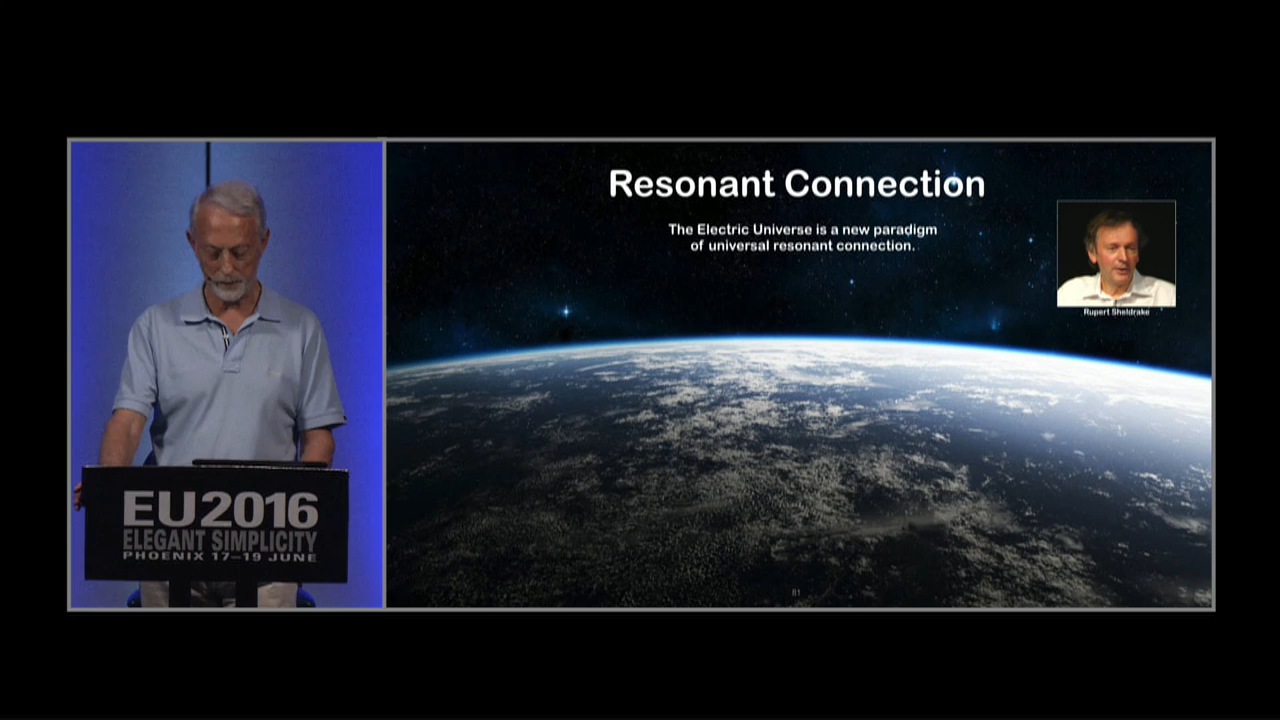 EU2016
ELEGANT SIMPLICITY
PHOENIX 17–19 JUNE
Resonant Connection
The Electric Universe is a new paradigm
of universal resonant connection.
Rupert Sheldrake
81